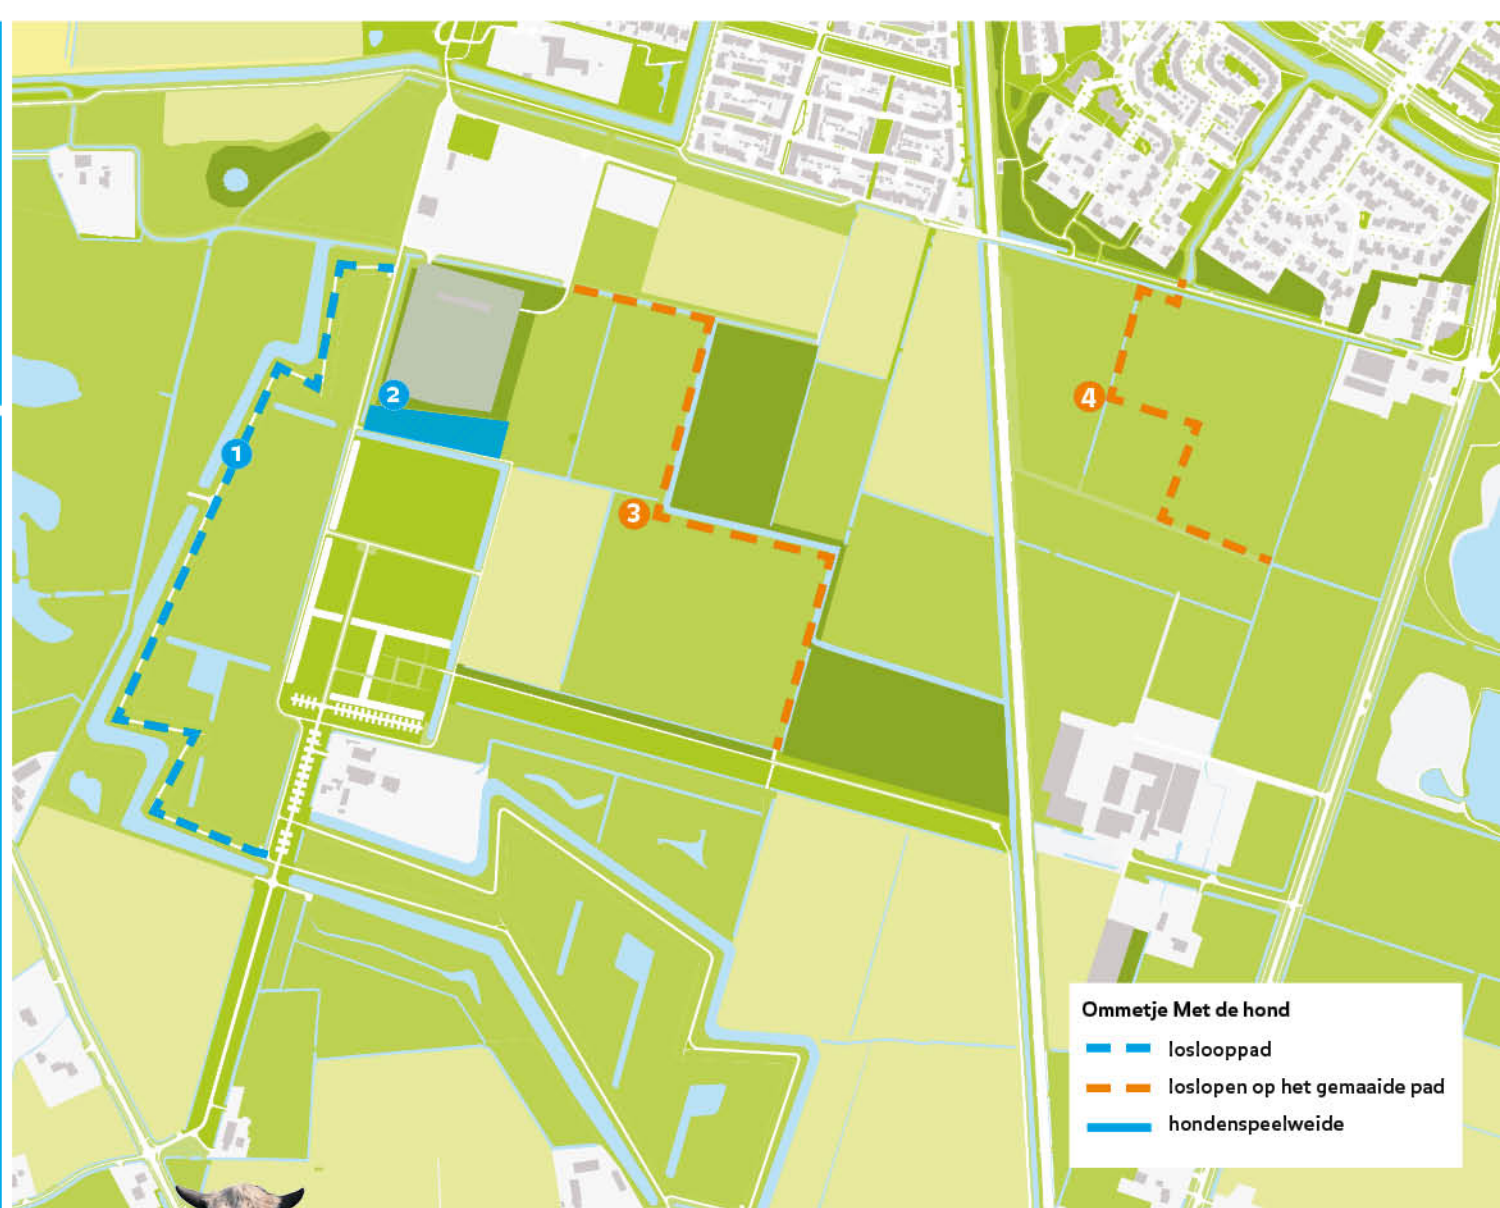 2
1
3
4
Ommetje Met de hond
loslooppad
loslopen op het gemaaide pad
hondenspeelweide